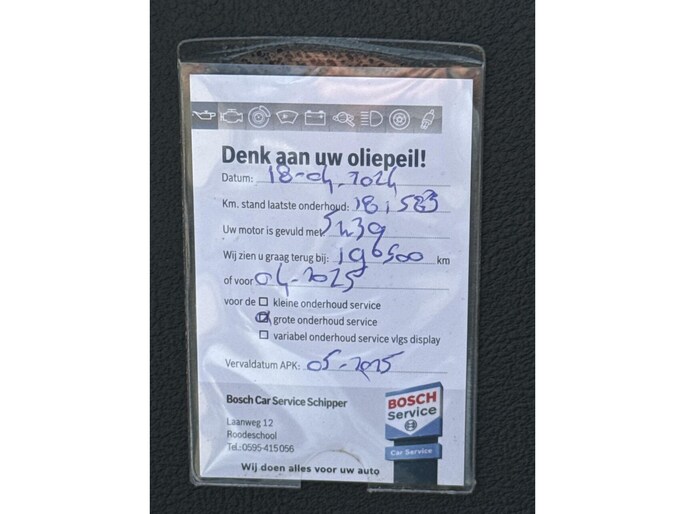 Denk aan uw oliepeil!
Datum: 18-04-2024
Km. stand laatste onderhoud: 181583
Uw motor is gevuld met: 5w30
Wij zien u graag terug bij: 196500 km
of voor 04-2025
voor de ☐ kleine onderhoud service
☑ grote onderhoud service
☐ variabel onderhoud service vlgs display
Vervaldatum APK: 05-2025
Bosch Car Service Schipper
Laanweg 12
Roodeschool
Tel.: 0595-415056
Wij doen alles voor uw auto
BOSCH
Service
Car Service